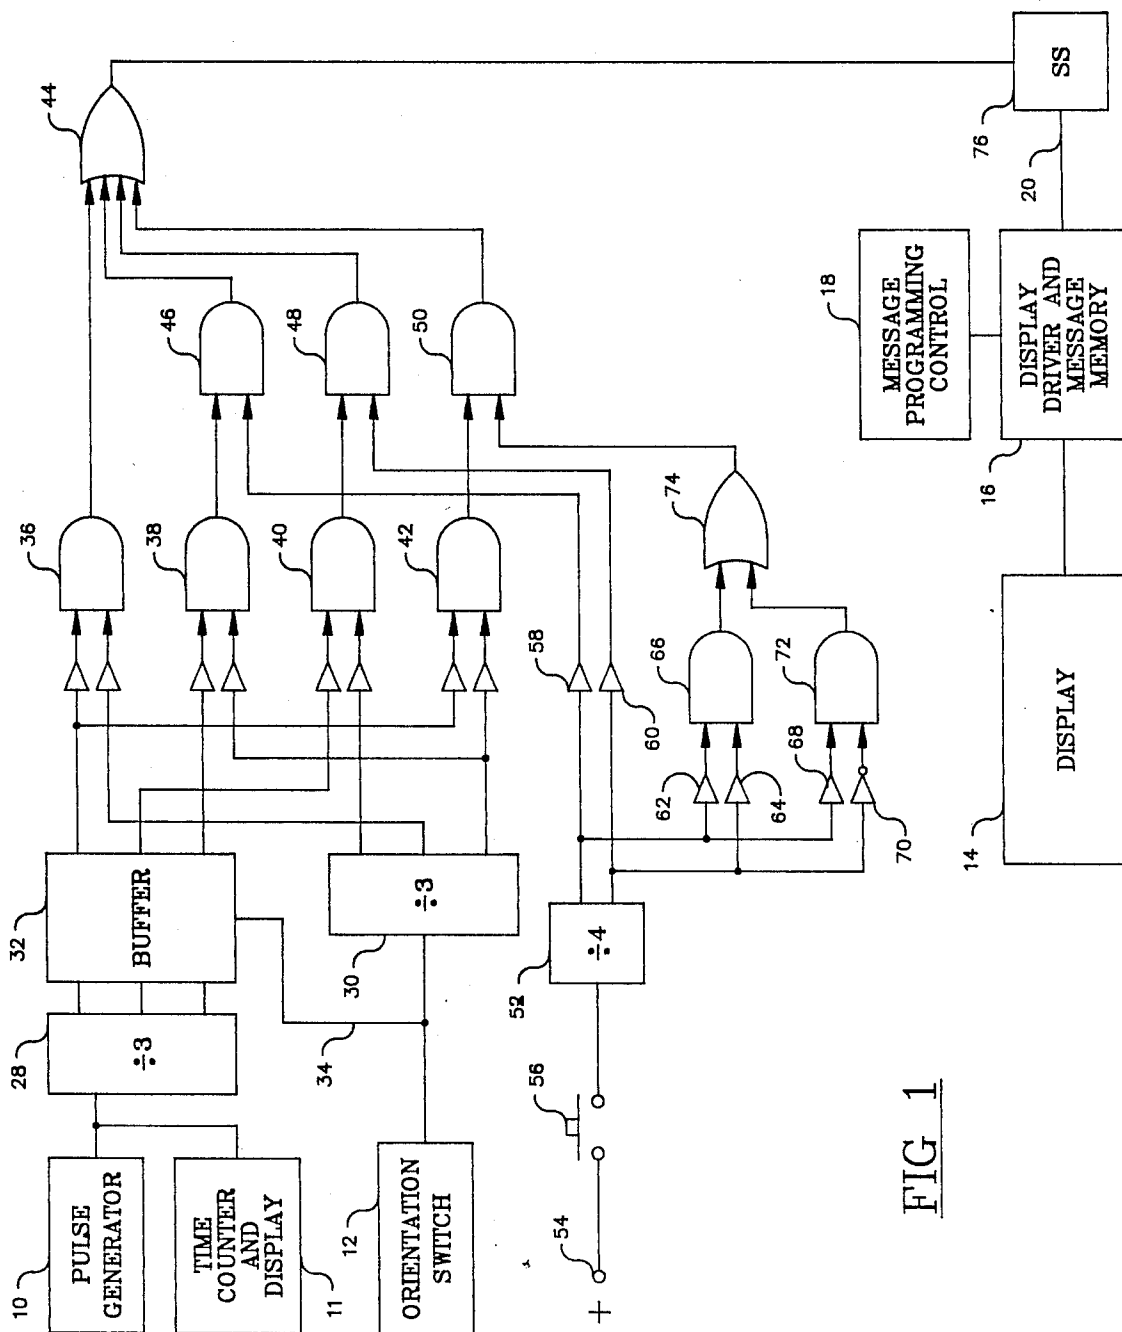 44
SS
76
20
18
MESSAGE
PROGRAMMING
CONTROL
DISPLAY
DRIVER AND
MESSAGE
MEMORY
16
46
48
50
36
38
40
42
74
58
60
66
72
62
64
68
70
DISPLAY
14
32
BUFFER
28
÷3
30
÷3
34
52
÷4
56
54
+
10
PULSE
GENERATOR
11
TIME
COUNTER
AND
DISPLAY
12
ORIENTATION
SWITCH
FIG 1